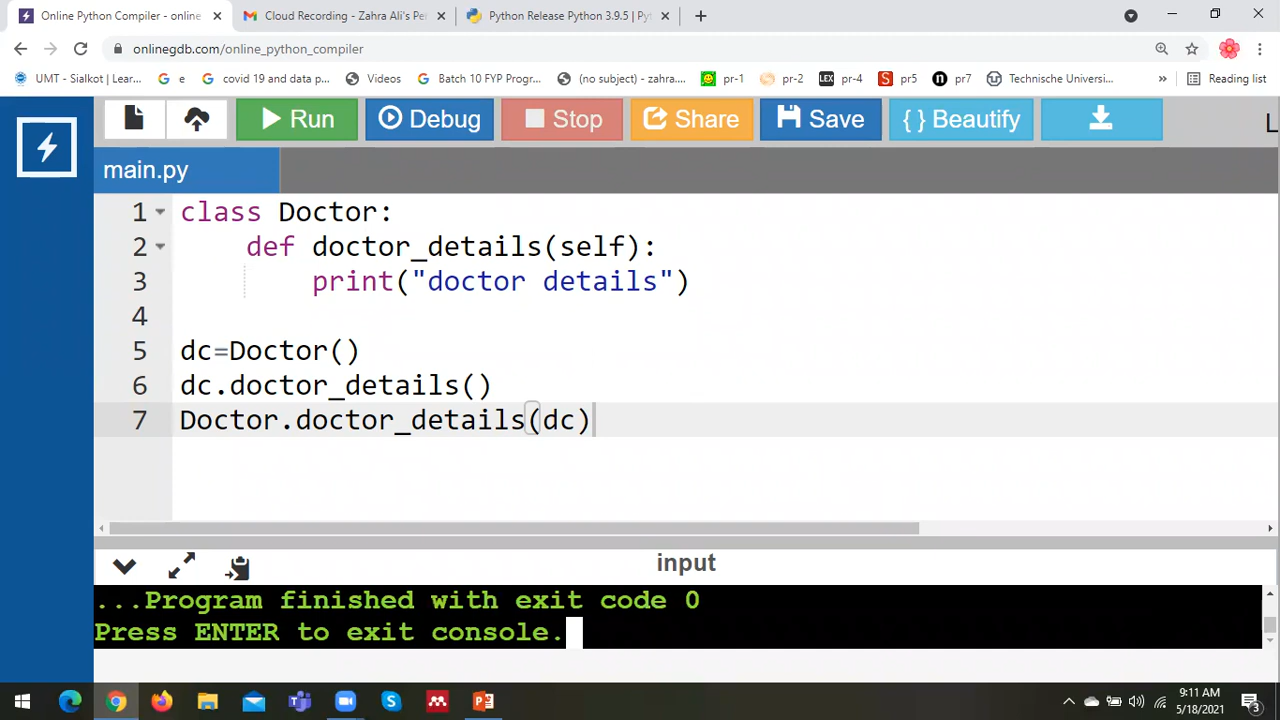 Online Python Compiler - online
Cloud Recording - Zahra Ali's Pe
Python Release Python 3.9.5 | Py
onlinegdb.com/online_python_compiler
UMT - Sialkot | Lear...
e
covid 19 and data p...
Videos
Batch 10 FYP Progr...
(no subject) - zahra....
pr-1
pr-2
LEX pr-4
S pr5
n pr7
Technische Universi...
»
Reading list
Run
Debug
Stop
Share
Save
{ } Beautify
L
main.py
1 class Doctor:
2 def doctor_details(self):
3 print("doctor details")
4
5 dc=Doctor()
6 dc.doctor_details()
7 Doctor.doctor_details(dc)
input
...Program finished with exit code 0
Press ENTER to exit console.
9:11 AM
5/18/2021
3